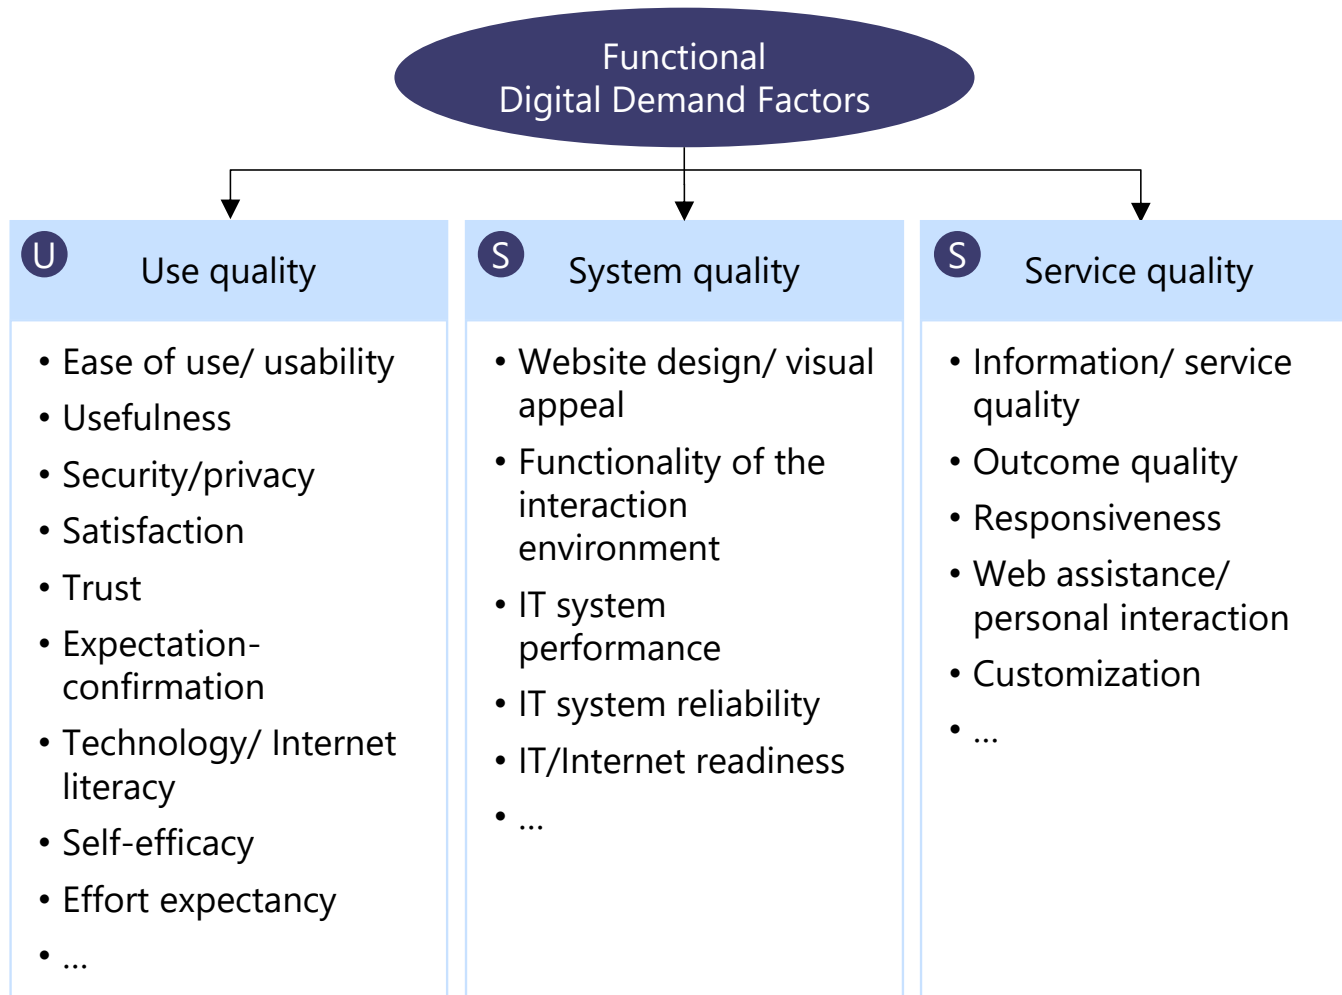 Functional
Digital Demand Factors
U
Use quality
• Ease of use/ usability
• Usefulness
• Security/privacy
• Satisfaction
• Trust
• Expectation-
confirmation
• Technology/ Internet
literacy
• Self-efficacy
• Effort expectancy
• ...
S
System quality
• Website design/ visual
appeal
• Functionality of the
interaction
environment
• IT system
performance
• IT system reliability
• IT/Internet readiness
• ...
S
Service quality
• Information/ service
quality
• Outcome quality
• Responsiveness
• Web assistance/
personal interaction
• Customization
• ...